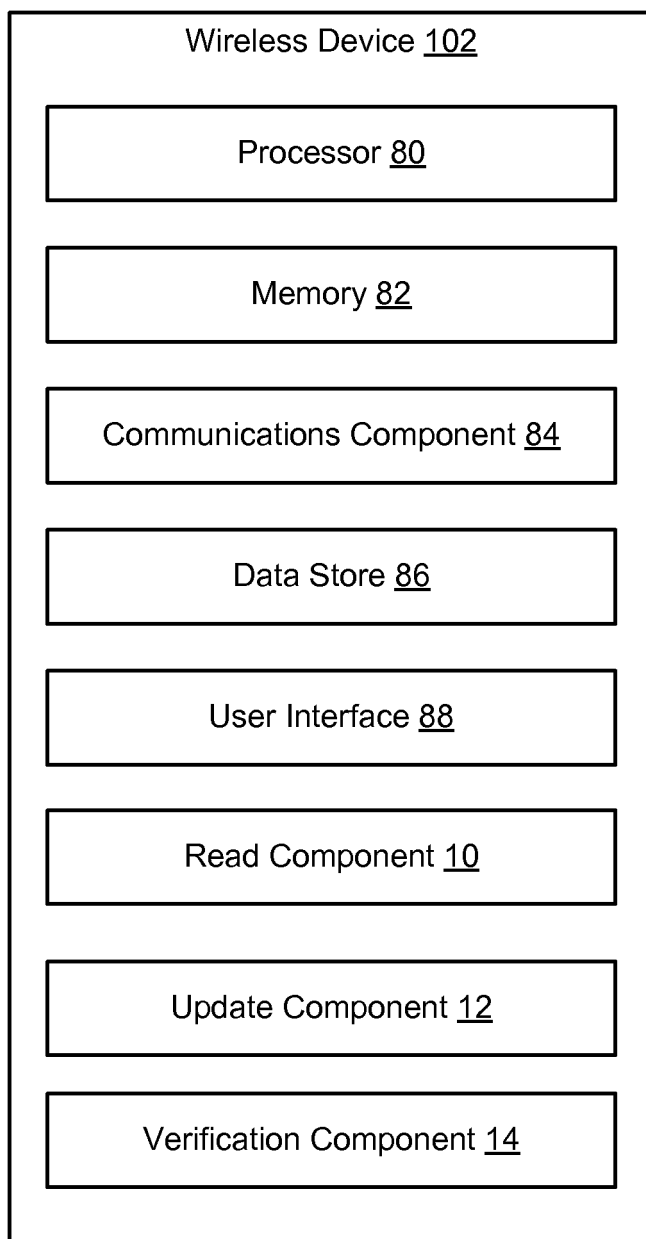 Wireless Device 102
Processor 80
Memory 82
Communications Component 84
Data Store 86
User Interface 88
Read Component 10
Update Component 12
Verification Component 14